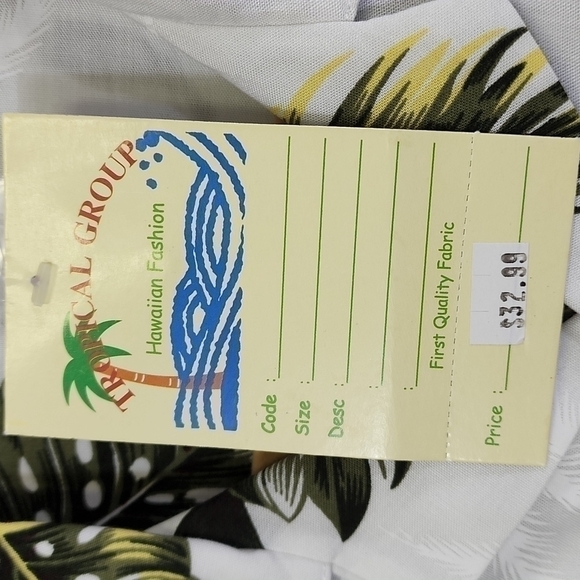 TROPICAL GROUP
Hawaiian Fashion
Code :
Size :
Desc :
:
:
First Quality Fabric
Price :
$32.99